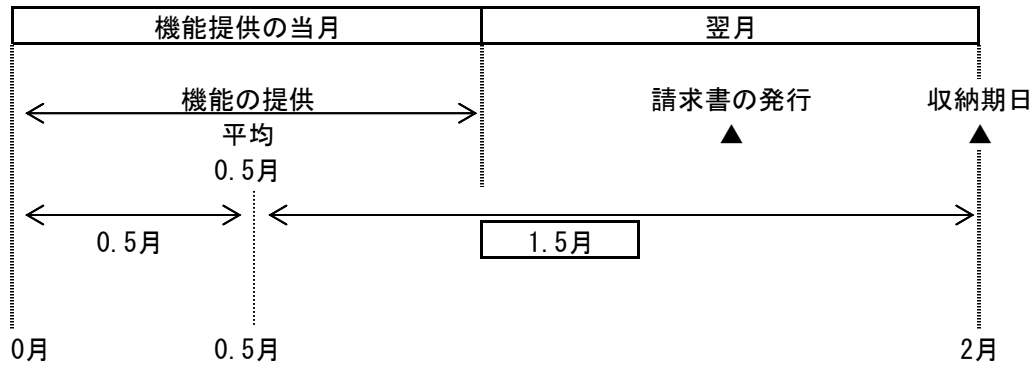 機能提供の当月 翌月
機能の提供 請求書の発行 収納期日
平均 ▲ ▲
0.5月
0.5月 1.5月
0月 0.5月 2月